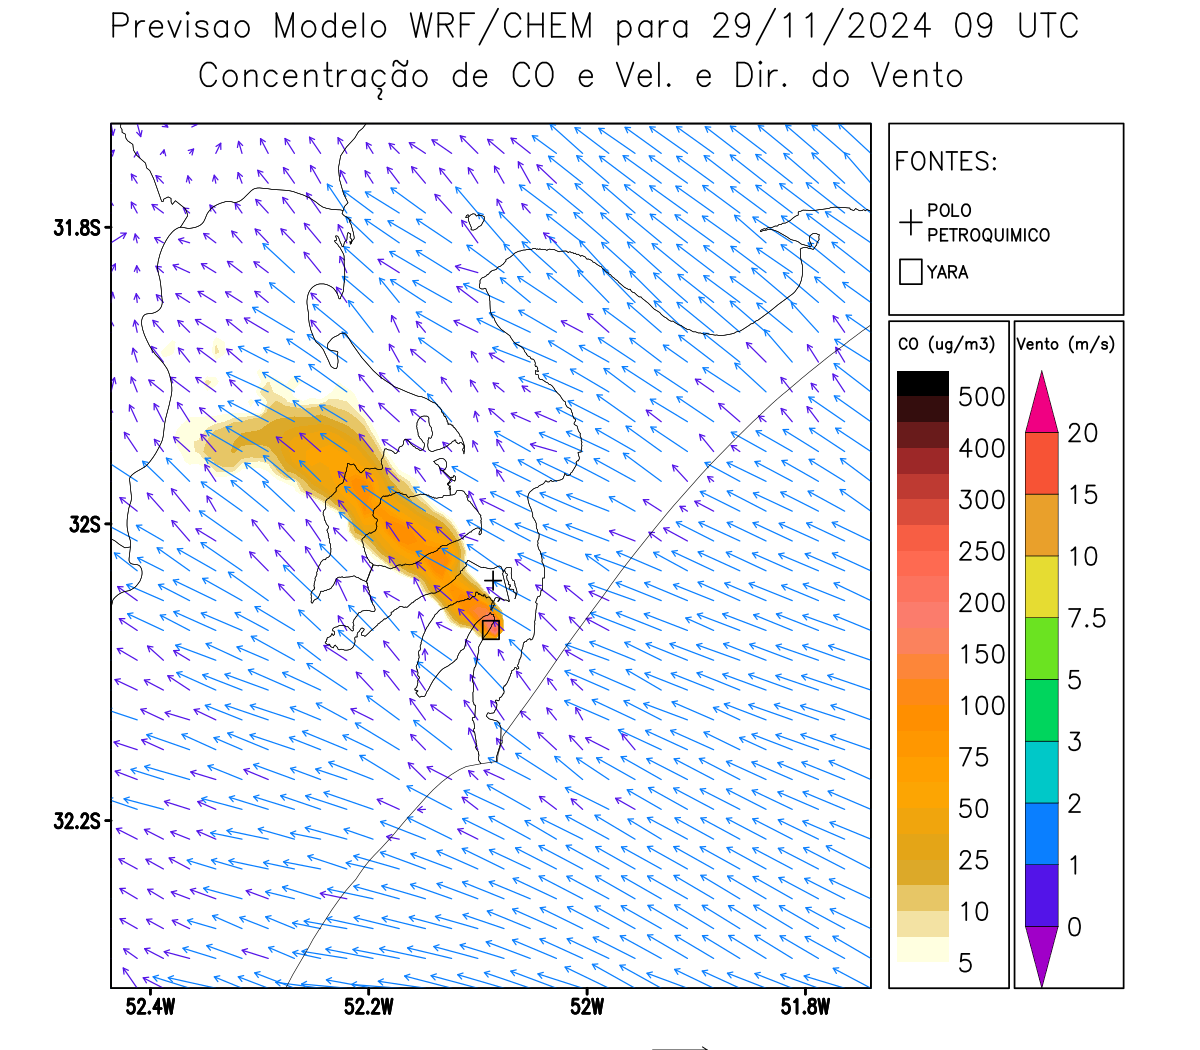 Previsao Modelo WRF/CHEM para 29/11/2024 09 UTC
Concentração de CO e Vel. e Dir. do Vento
FONTES:
POLO
PETROQUIMICO
YARA
CO (ug/m3)
500
400
300
250
200
150
100
75
50
25
10
5
Vento (m/s)
20
15
10
7.5
5
3
2
1
0
31.8S
32S
32.2S
52.4W
52.2W
52W
51.8W